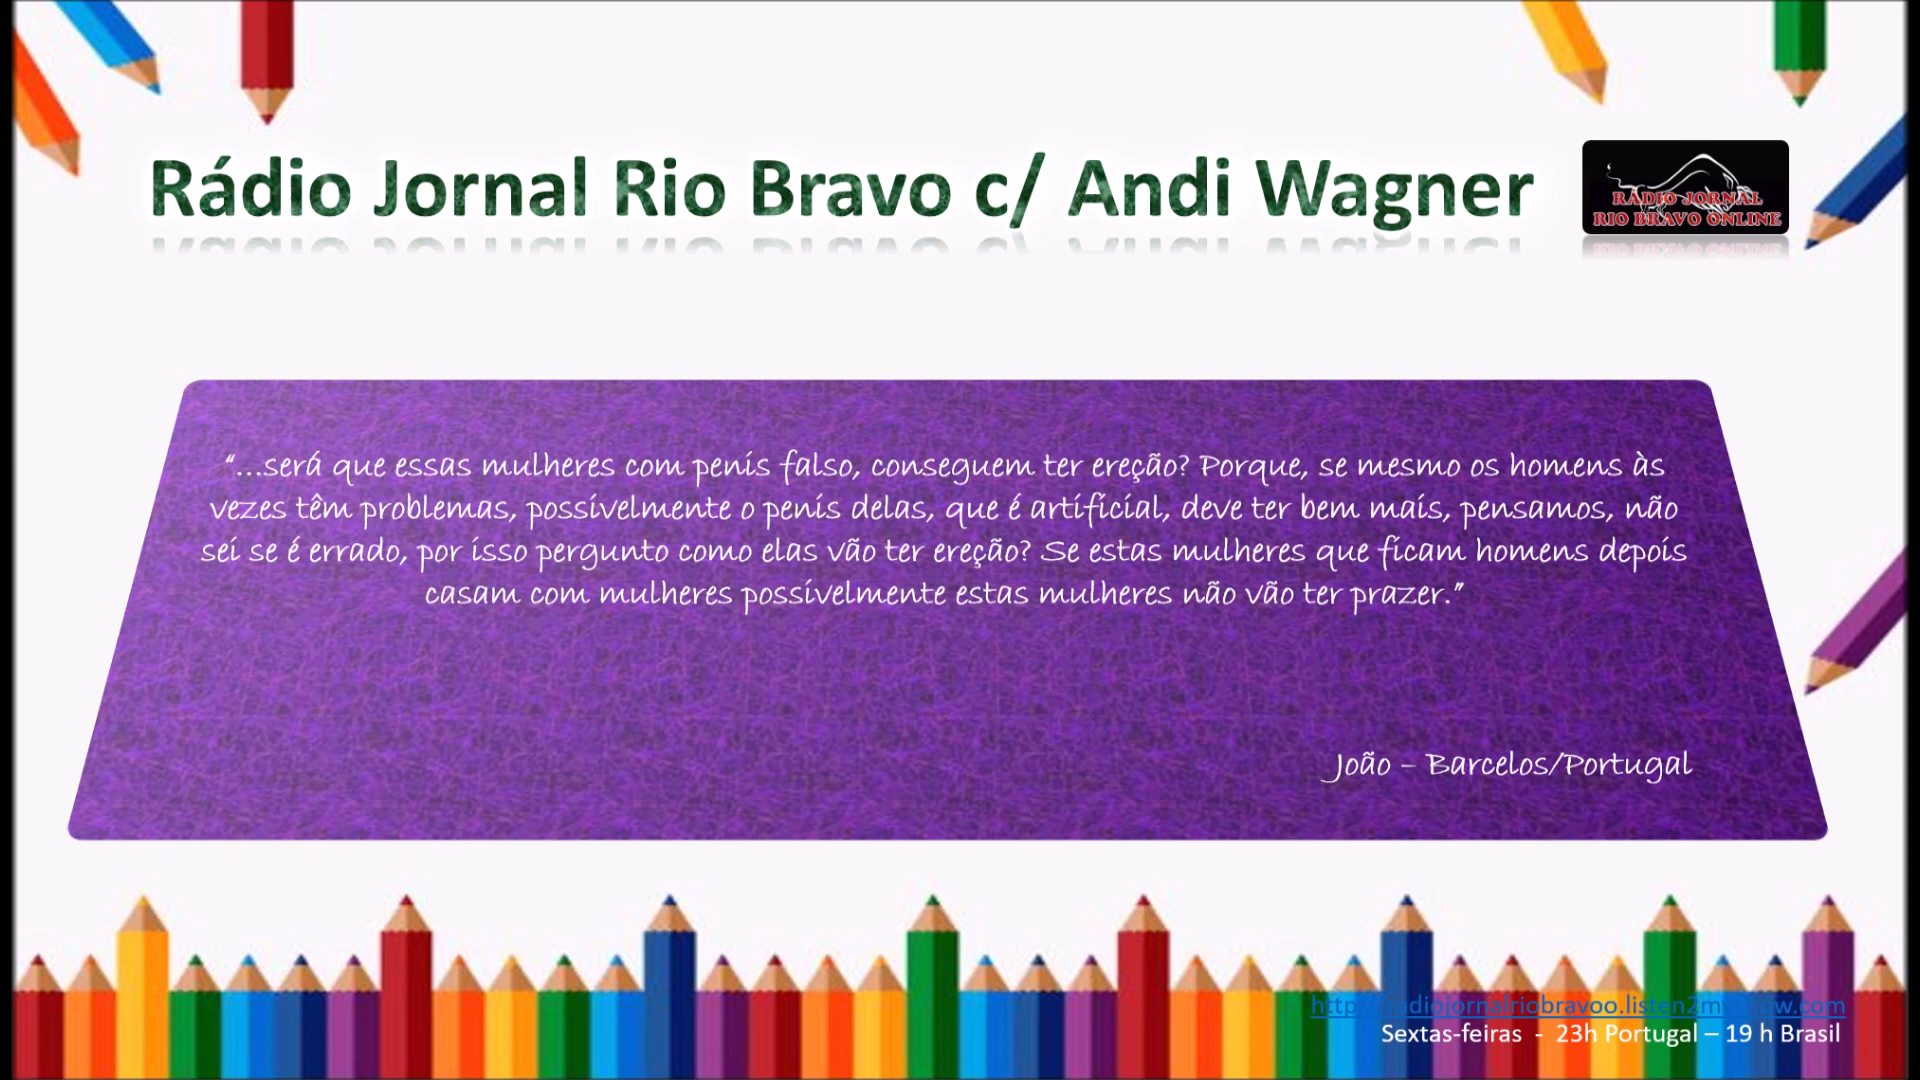 Rádio Jornal Rio Bravo c/ Andi Wagner
RÁDIO JORNAL
RIO BRAVO ONLINE
“...será que essas mulheres com penis falso, conseguem ter ereção? Porque, se mesmo os homens às
vezes têm problemas, possivelmente o penis delas, que é artificial, deve ter bem mais, pensamos, não
sei se é errado, por isso pergunto como elas vão ter ereção? Se estas mulheres que ficam homens depois
casam com mulheres possivelmente estas mulheres não vão ter prazer.”
João – Barcelos/Portugal
Sextas-feiras - 23h Portugal – 19 h Brasil